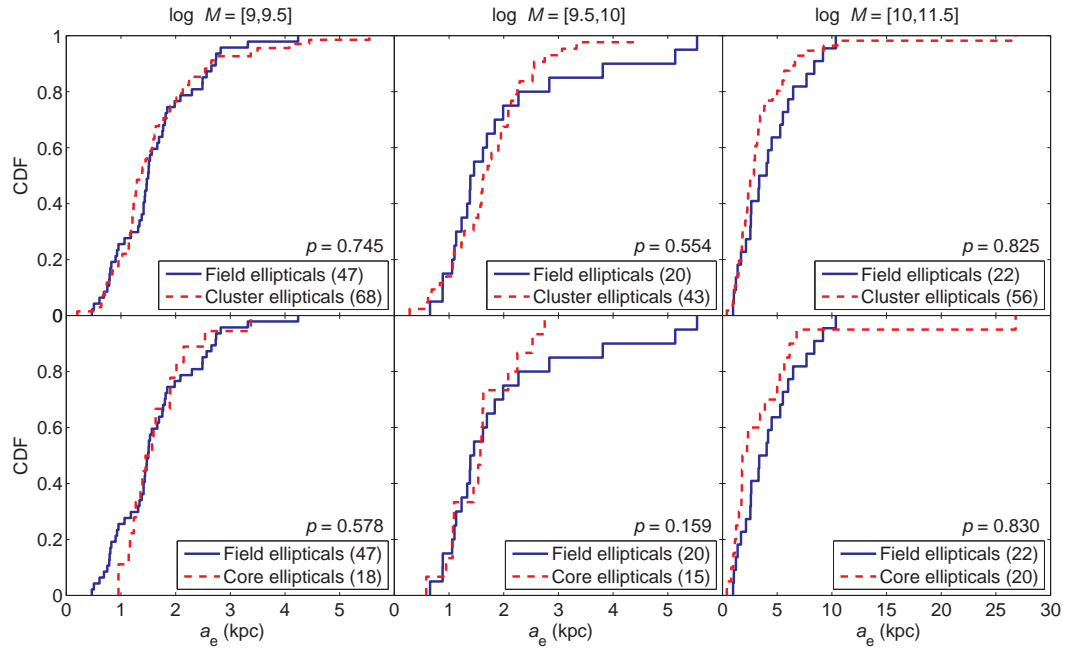 log M = [9,9.5]
log M = [9.5,10]
log M = [10,11.5]
1
0.8
0.6
0.4
0.2
0
CDF
p = 0.745
Field ellipticals (47)
Cluster ellipticals (68)
p = 0.554
Field ellipticals (20)
Cluster ellipticals (43)
p = 0.825
Field ellipticals (22)
Cluster ellipticals (56)
0.8
0.6
0.4
0.2
0
CDF
p = 0.578
Field ellipticals (47)
Core ellipticals (18)
p = 0.159
Field ellipticals (20)
Core ellipticals (15)
p = 0.830
Field ellipticals (22)
Core ellipticals (20)
0 1 2 3 4 5
1 2 3 4 5
0 5 10 15 20 25 30
ae (kpc)
ae (kpc)
ae (kpc)